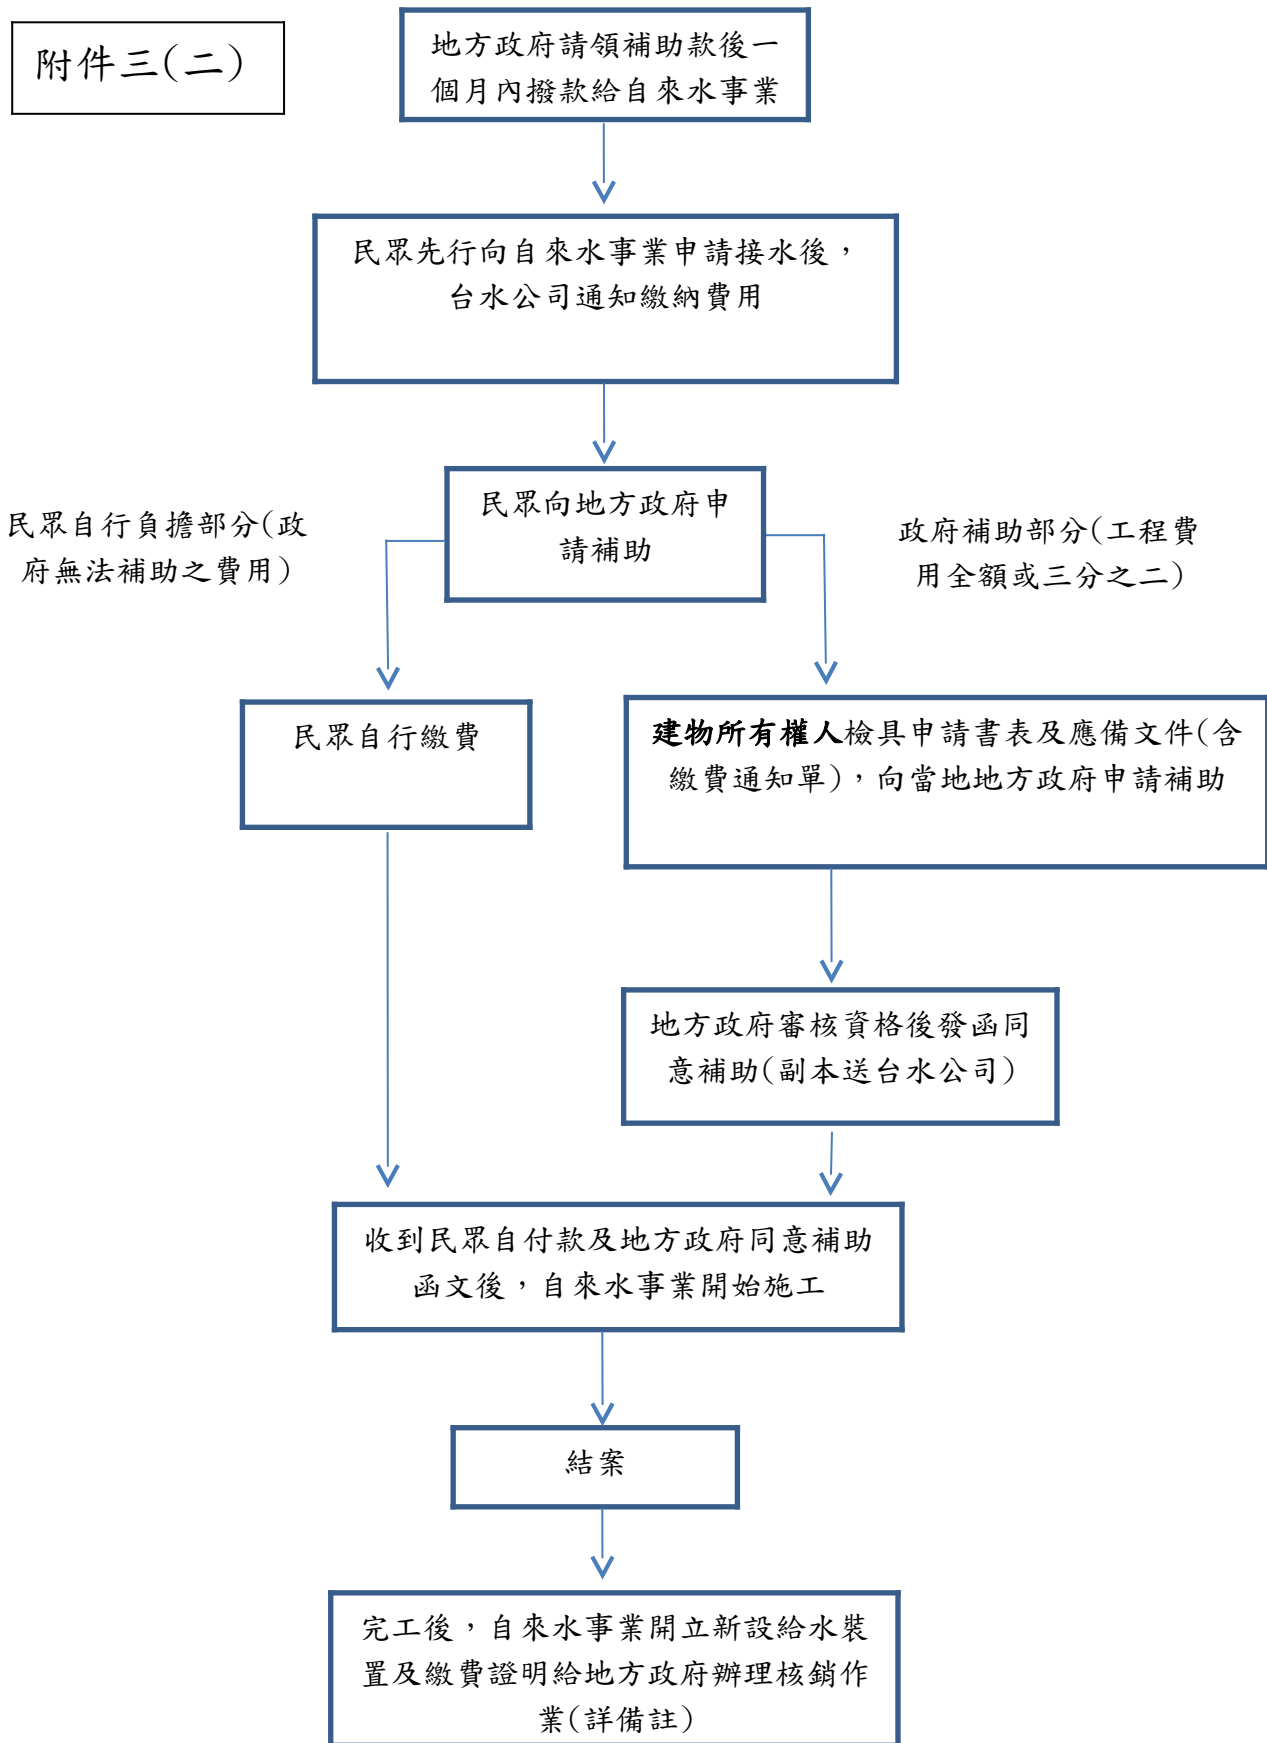 附件三(二)
地方政府請領補助款後一
個月內撥款給自來水事業
民眾先行向自來水事業申請接水後，
台水公司通知繳納費用
民眾向地方政府申
請補助
民眾自行負擔部分(政
府無法補助之費用)
政府補助部分(工程費
用全額或三分之二)
民眾自行繳費
建物所有權人檢具申請書表及應備文件(含
繳費通知單)，向當地地方政府申請補助
地方政府審核資格後發函同
意補助(副本送台水公司)
收到民眾自付款及地方政府同意補助
函文後，自來水事業開始施工
結案
完工後，自來水事業開立新設給水裝
置及繳費證明給地方政府辦理核銷作
業(詳備註)